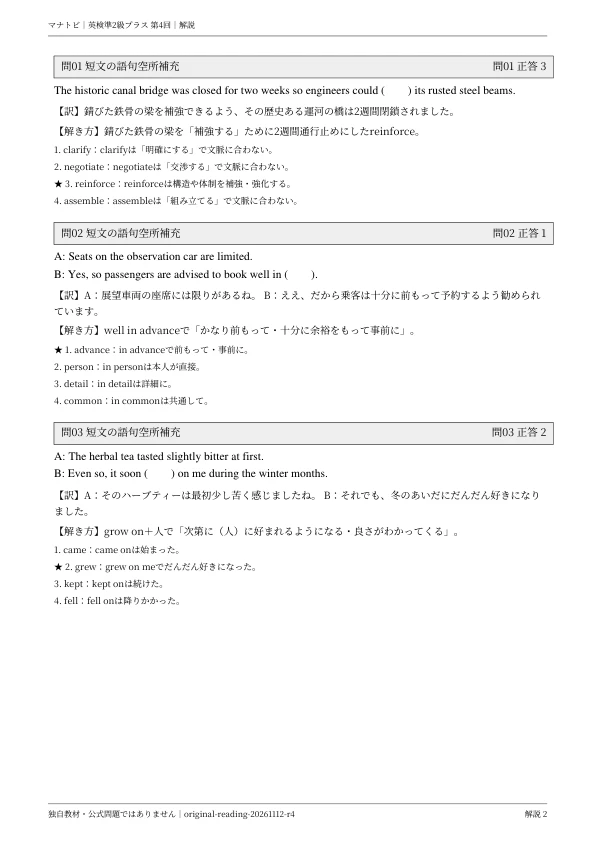 マナトビ｜英検準2級プラス 第4回｜解説
問01 短文の語句空所補充 問01 正答 3
The historic canal bridge was closed for two weeks so engineers could (　　) its rusted steel beams.
【訳】錆びた鉄骨の梁を補強できるよう、その歴史ある運河の橋は2週間閉鎖されました。
【解き方】錆びた鉄骨の梁を「補強する」ために2週間通行止めにしたreinforce。
1. clarify：clarifyは「明確にする」で文脈に合わない。
2. negotiate：negotiateは「交渉する」で文脈に合わない。
★ 3. reinforce：reinforceは構造や体制を補強・強化する。
4. assemble：assembleは「組み立てる」で文脈に合わない。
問02 短文の語句空所補充 問02 正答 1
A: Seats on the observation car are limited.
B: Yes, so passengers are advised to book well in (　　).
【訳】A：展望車両の座席には限りがあるね。 B：ええ、だから乗客は十分に前もって予約するよう勧められ
ています。
【解き方】well in advanceで「かなり前もって・十分に余裕をもって事前に」。
★ 1. advance：in advanceで前もって・事前に。
2. person：in personは本人が直接。
3. detail：in detailは詳細に。
4. common：in commonは共通して。
問03 短文の語句空所補充 問03 正答 2
A: The herbal tea tasted slightly bitter at first.
B: Even so, it soon (　　) on me during the winter months.
【訳】A：そのハーブティーは最初少し苦く感じましたね。 B：それでも、冬のあいだにだんだん好きになり
ました。
【解き方】grow on＋人で「次第に（人）に好まれるようになる・良さがわかってくる」。
1. came：came onは始まった。
★ 2. grew：grew on meでだんだん好きになった。
3. kept：kept onは続けた。
4. fell：fell onは降りかかった。
独自教材・公式問題ではありません｜original-reading-20261112-r4 解説 2